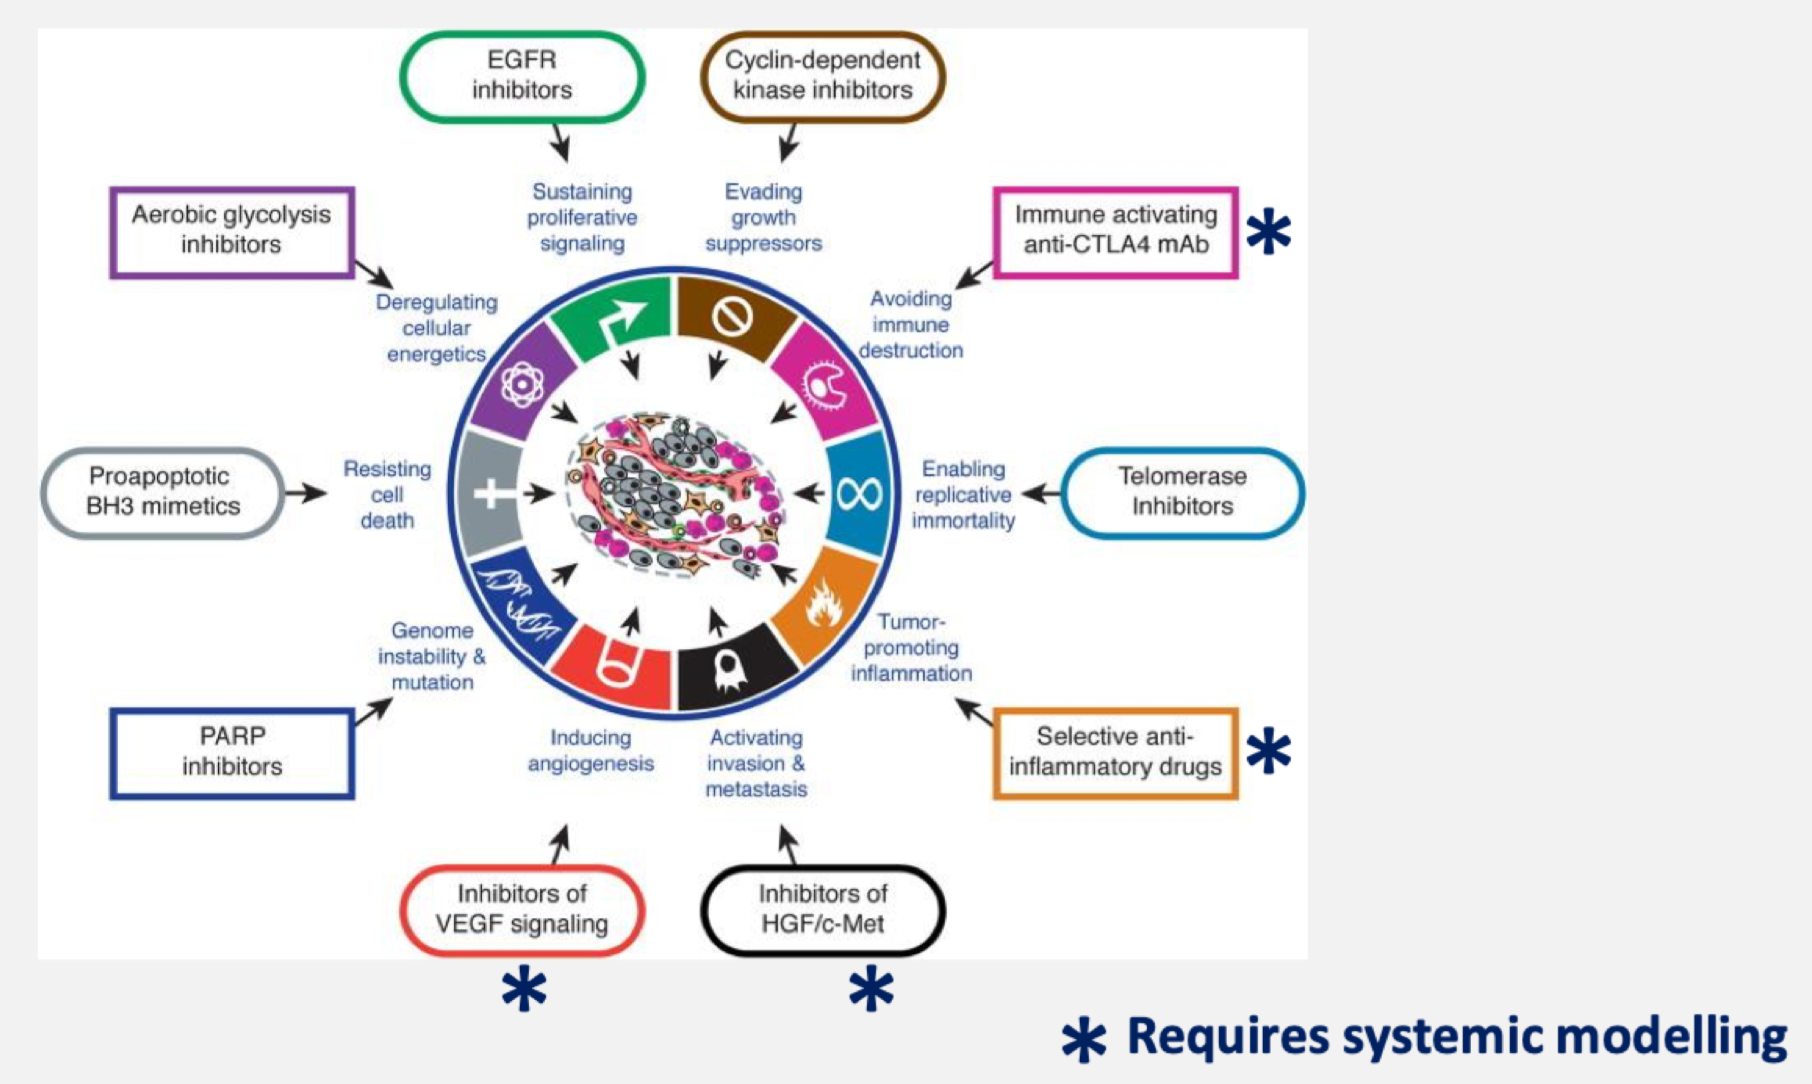 EGFR
inhibitors
Cyclin-dependent
kinase inhibitors
Sustaining
proliferative
signaling
Evading
growth
suppressors
Aerobic glycolysis
inhibitors
Immune activating
anti-CTLA4 mAb
*
Deregulating
cellular
energetics
Avoiding
immune
destruction
Proapoptotic
BH3 mimetics
Resisting
cell
death
Enabling
replicative
immortality
Telomerase
Inhibitors
Genome
instability &
mutation
Tumor-
promoting
inflammation
PARP
inhibitors
Selective anti-
inflammatory drugs
*
Inducing
angiogenesis
Activating
invasion &
metastasis
Inhibitors of
VEGF signaling
*
Inhibitors of
HGF/c-Met
*
* Requires systemic modelling